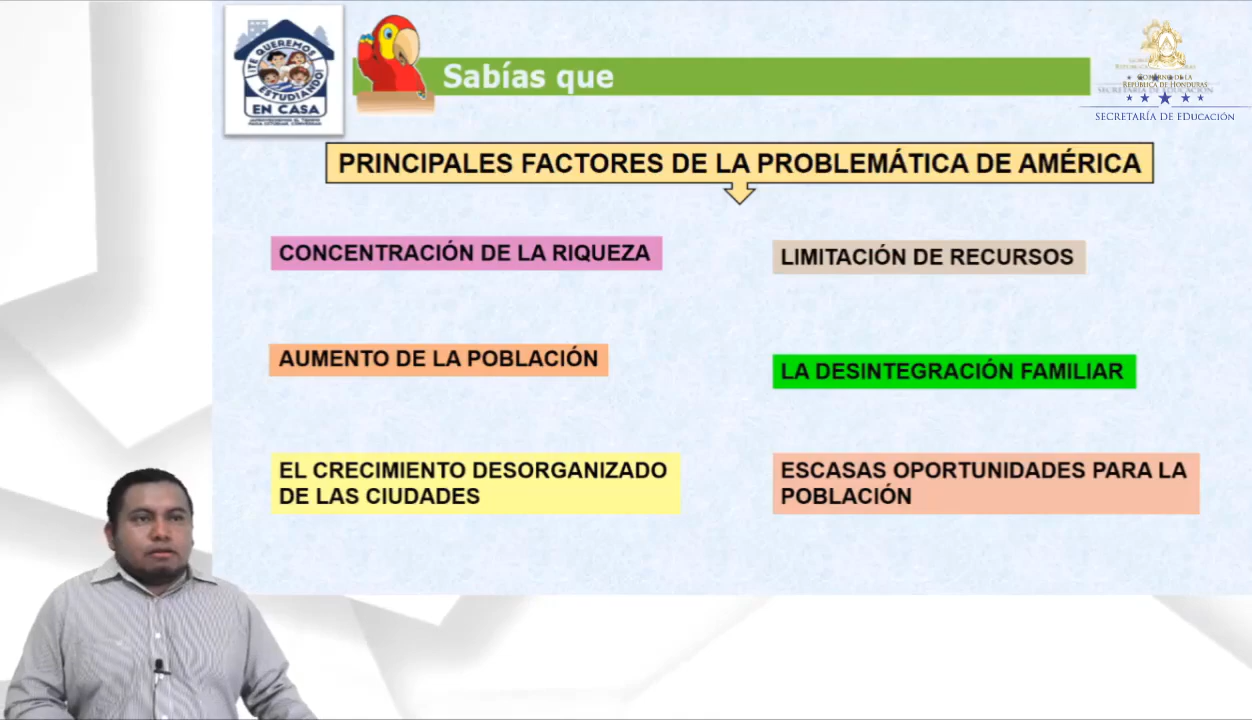 ¡TE QUEREMOS
ESTUDIANDO!
EN CASA
Sabías que
GOBIERNO DE LA
REPÚBLICA DE HONDURAS
SECRETARÍA DE EDUCACIÓN
PRINCIPALES FACTORES DE LA PROBLEMÁTICA DE AMÉRICA
CONCENTRACIÓN DE LA RIQUEZA
LIMITACIÓN DE RECURSOS
AUMENTO DE LA POBLACIÓN
LA DESINTEGRACIÓN FAMILIAR
EL CRECIMIENTO DESORGANIZADO
DE LAS CIUDADES
ESCASAS OPORTUNIDADES PARA LA
POBLACIÓN